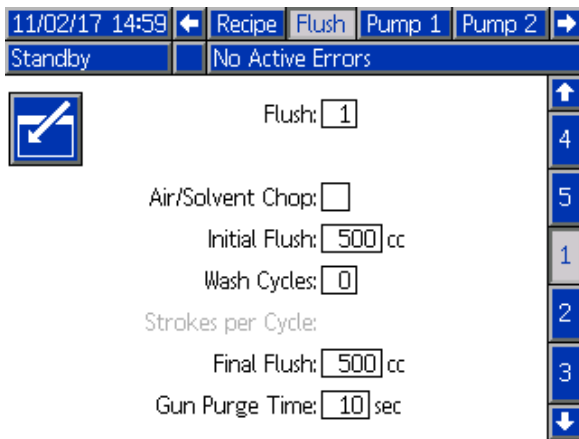 11/02/17 14:59 Recipe Flush Pump 1 Pump 2
Standby No Active Errors
Flush: 1
4
Air/Solvent Chop:
5
Initial Flush: 500 cc
1
Wash Cycles: 0
2
Strokes per Cycle:
Final Flush: 500 cc
3
Gun Purge Time: 10 sec